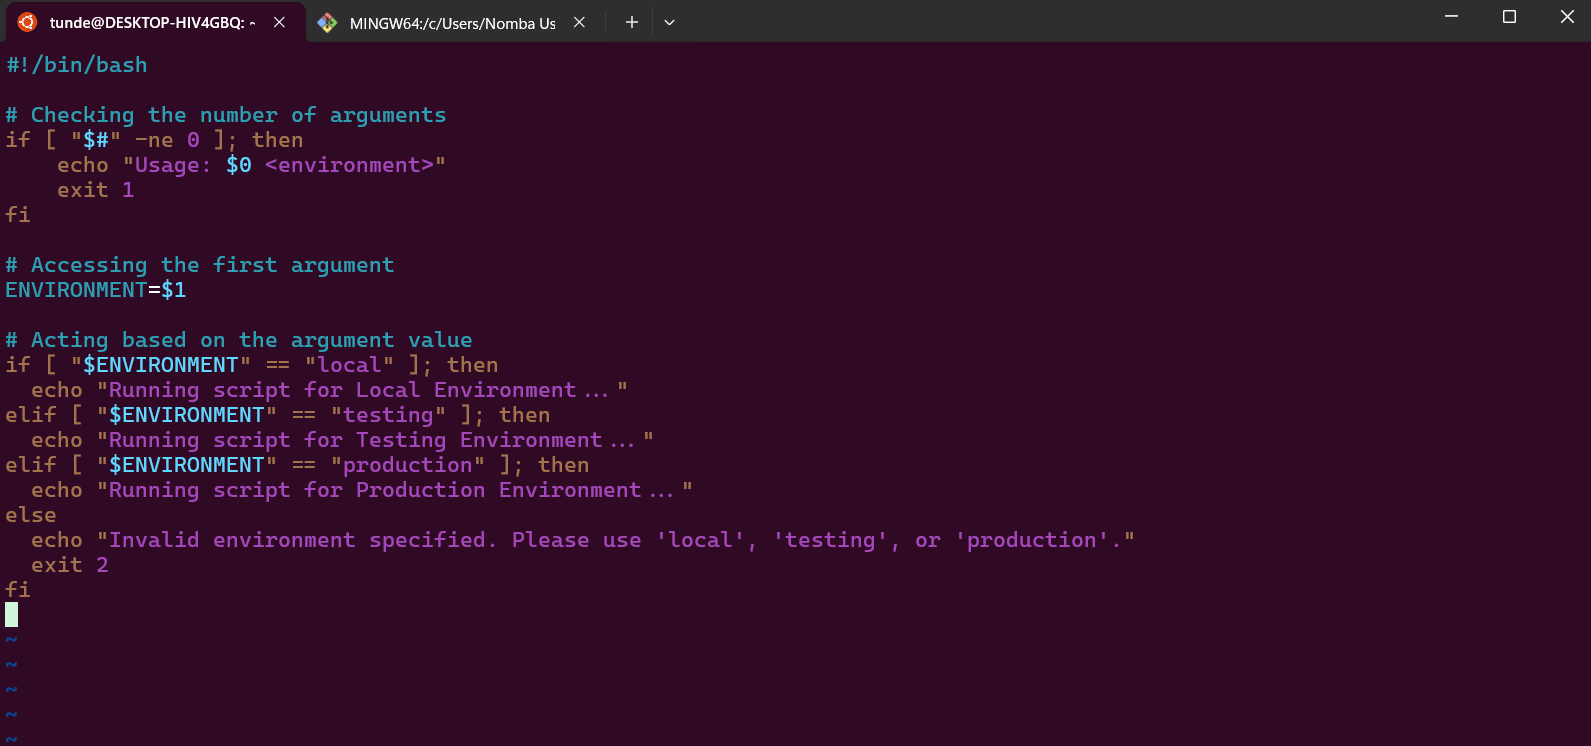 tunde@DESKTOP-HIV4GBQ: ~
MINGW64:/c/Users/Nomba Us
#!/bin/bash

# Checking the number of arguments
if [ "$#" -ne 0 ]; then
    echo "Usage: $0 <environment>"
    exit 1
fi

# Accessing the first argument
ENVIRONMENT=$1

# Acting based on the argument value
if [ "$ENVIRONMENT" == "local" ]; then
  echo "Running script for Local Environment..."
elif [ "$ENVIRONMENT" == "testing" ]; then
  echo "Running script for Testing Environment..."
elif [ "$ENVIRONMENT" == "production" ]; then
  echo "Running script for Production Environment..."
else
  echo "Invalid environment specified. Please use 'local', 'testing', or 'production'."
  exit 2
fi

~
~
~
~
~